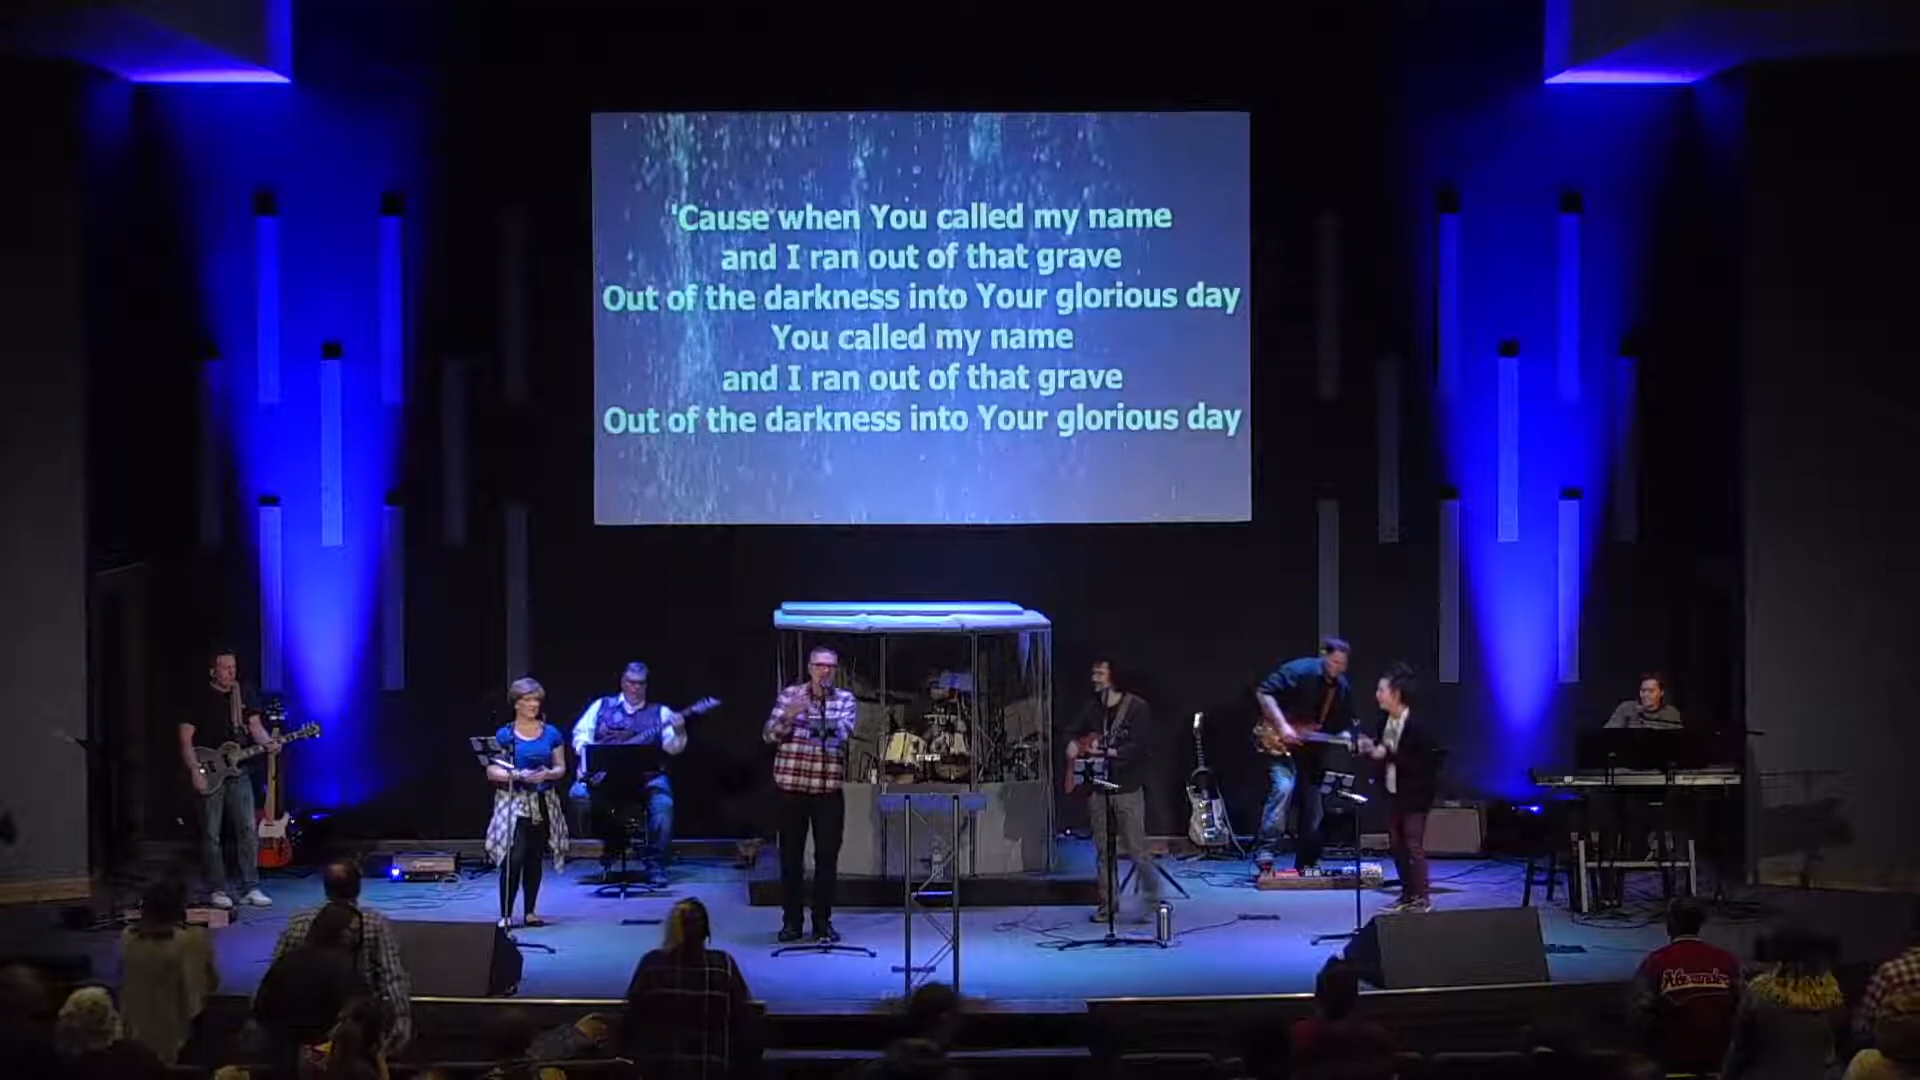 'Cause when You called my name
and I ran out of that grave
Out of the darkness into Your glorious day
You called my name
and I ran out of that grave
Out of the darkness into Your glorious day
Alexander